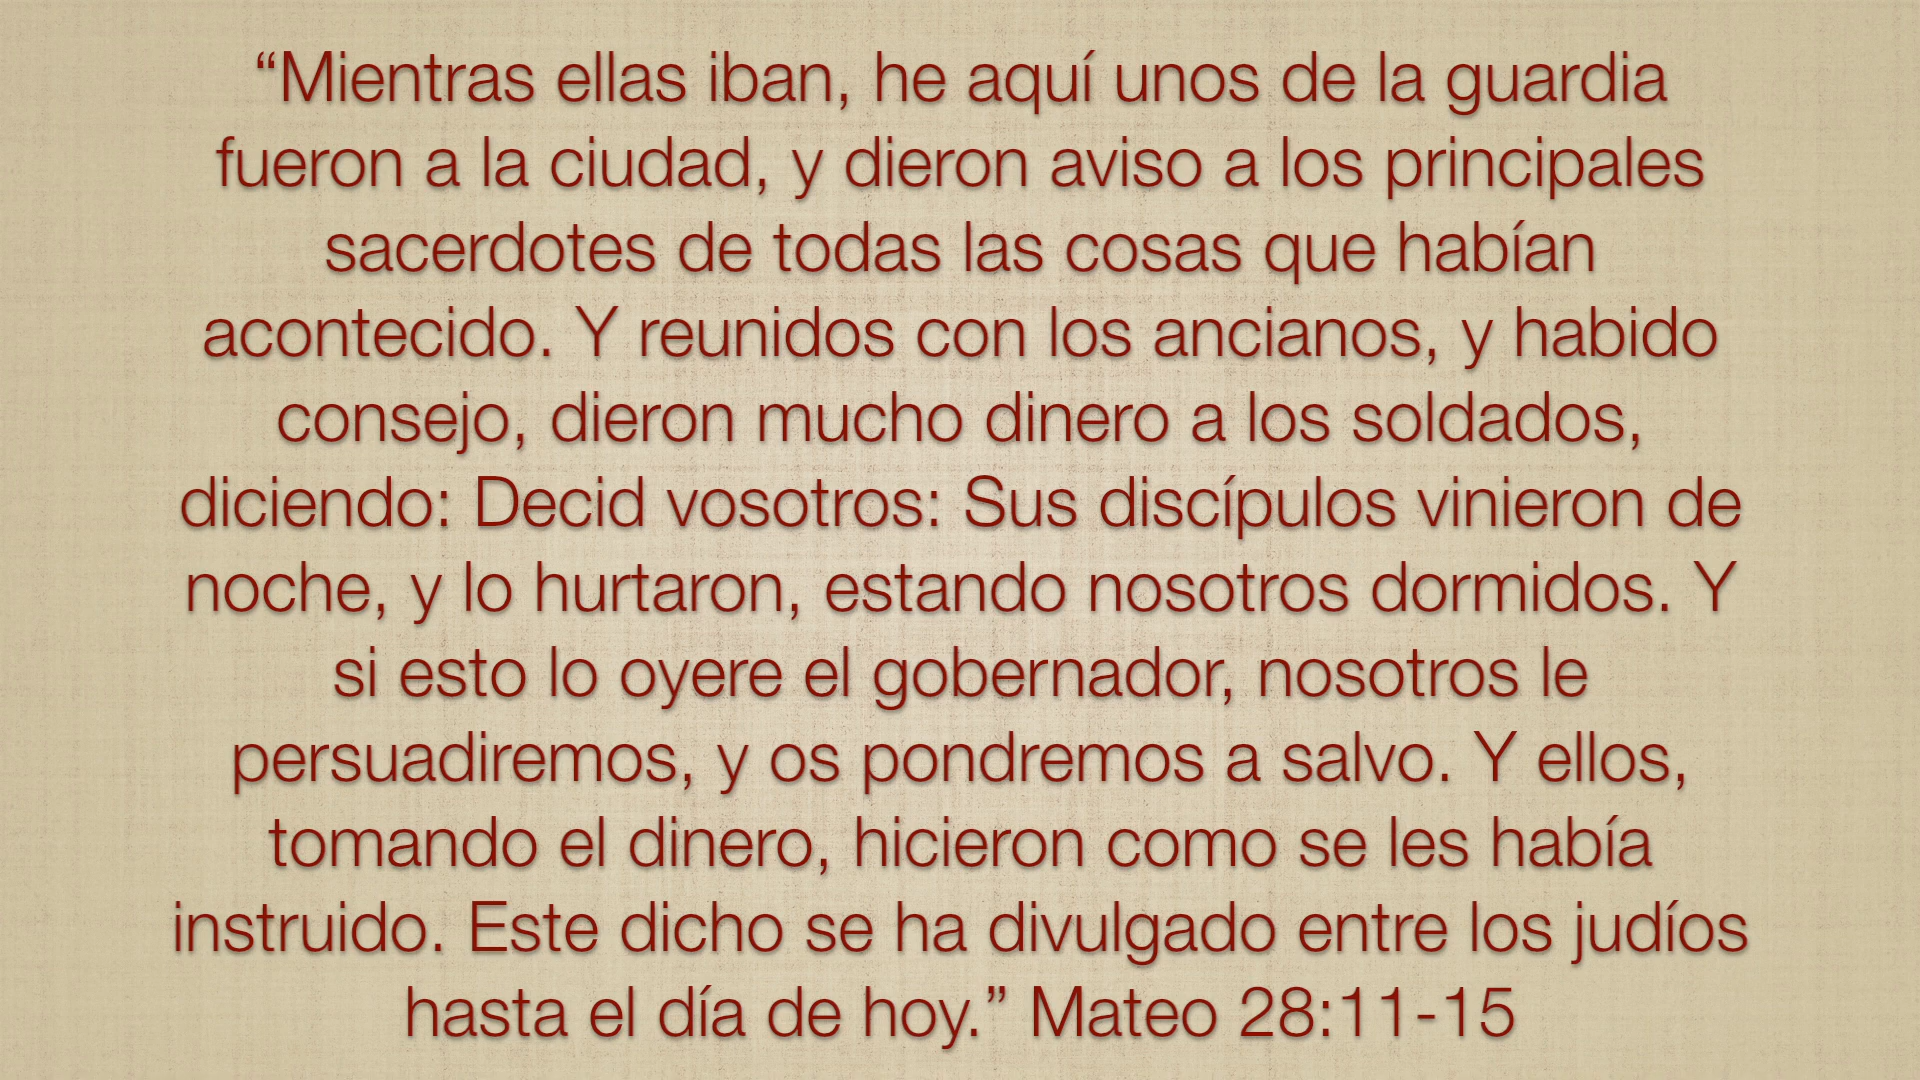 “Mientras ellas iban, he aquí unos de la guardia
fueron a la ciudad, y dieron aviso a los principales
sacerdotes de todas las cosas que habían
acontecido. Y reunidos con los ancianos, y habido
consejo, dieron mucho dinero a los soldados,
diciendo: Decid vosotros: Sus discípulos vinieron de
noche, y lo hurtaron, estando nosotros dormidos. Y
si esto lo oyere el gobernador, nosotros le
persuadiremos, y os pondremos a salvo. Y ellos,
tomando el dinero, hicieron como se les había
instruido. Este dicho se ha divulgado entre los judíos
hasta el día de hoy.” Mateo 28:11-15